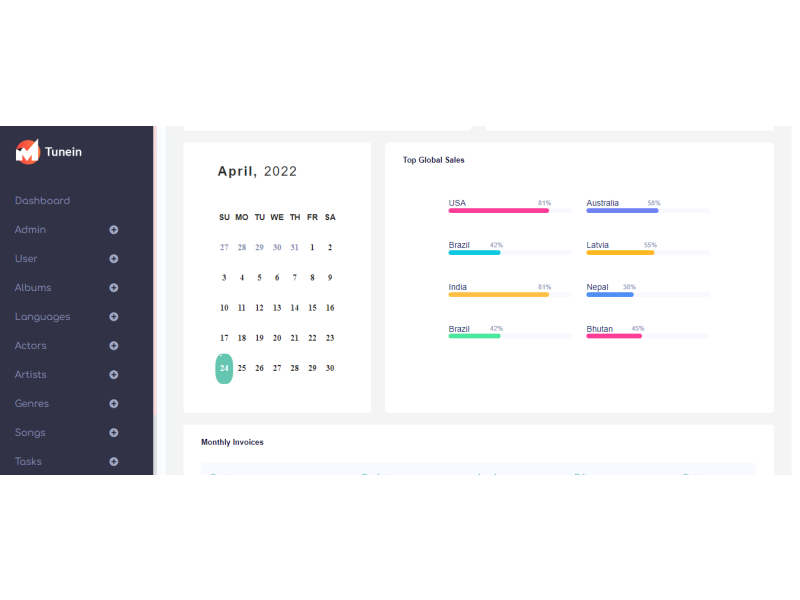 Tunein
Dashboard
Admin
User
Albums
Languages
Actors
Artists
Genres
Songs
Tasks
April, 2022
SU MO TU WE TH FR SA
27 28 29 30 31 1 2
3 4 5 6 7 8 9
10 11 12 13 14 15 16
17 18 19 20 21 22 23
24 25 26 27 28 29 30
Top Global Sales
USA 81% Australia 58%
Brazil 42% Latvia 55%
India 81% Nepal 38%
Brazil 42% Bhutan 45%
Monthly Invoices